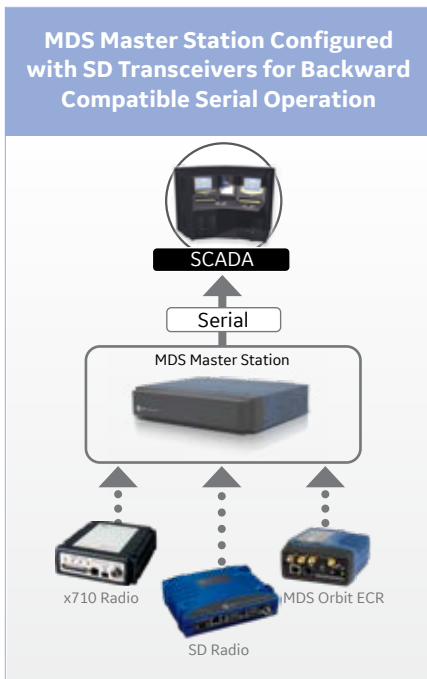 MDS Master Station Configured
with SD Transceivers for Backward
Compatible Serial Operation
SCADA
Serial
MDS Master Station
x710 Radio
MDS Orbit ECR
SD Radio